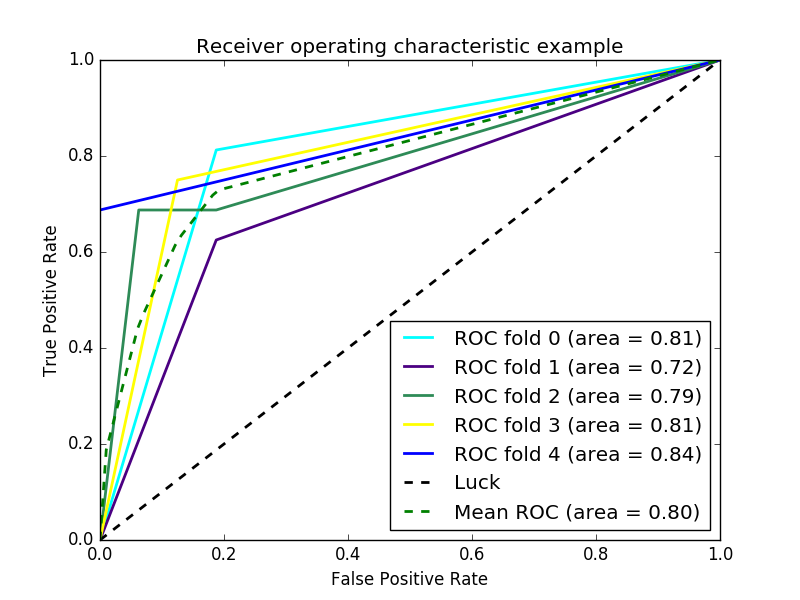 Receiver operating characteristic example
True Positive Rate
1.0
0.8
0.6
0.4
0.2
0.0
ROC fold 0 (area = 0.81)
ROC fold 1 (area = 0.72)
ROC fold 2 (area = 0.79)
ROC fold 3 (area = 0.81)
ROC fold 4 (area = 0.84)
Luck
Mean ROC (area = 0.80)
0.0 0.2 0.4 0.6 0.8 1.0
False Positive Rate